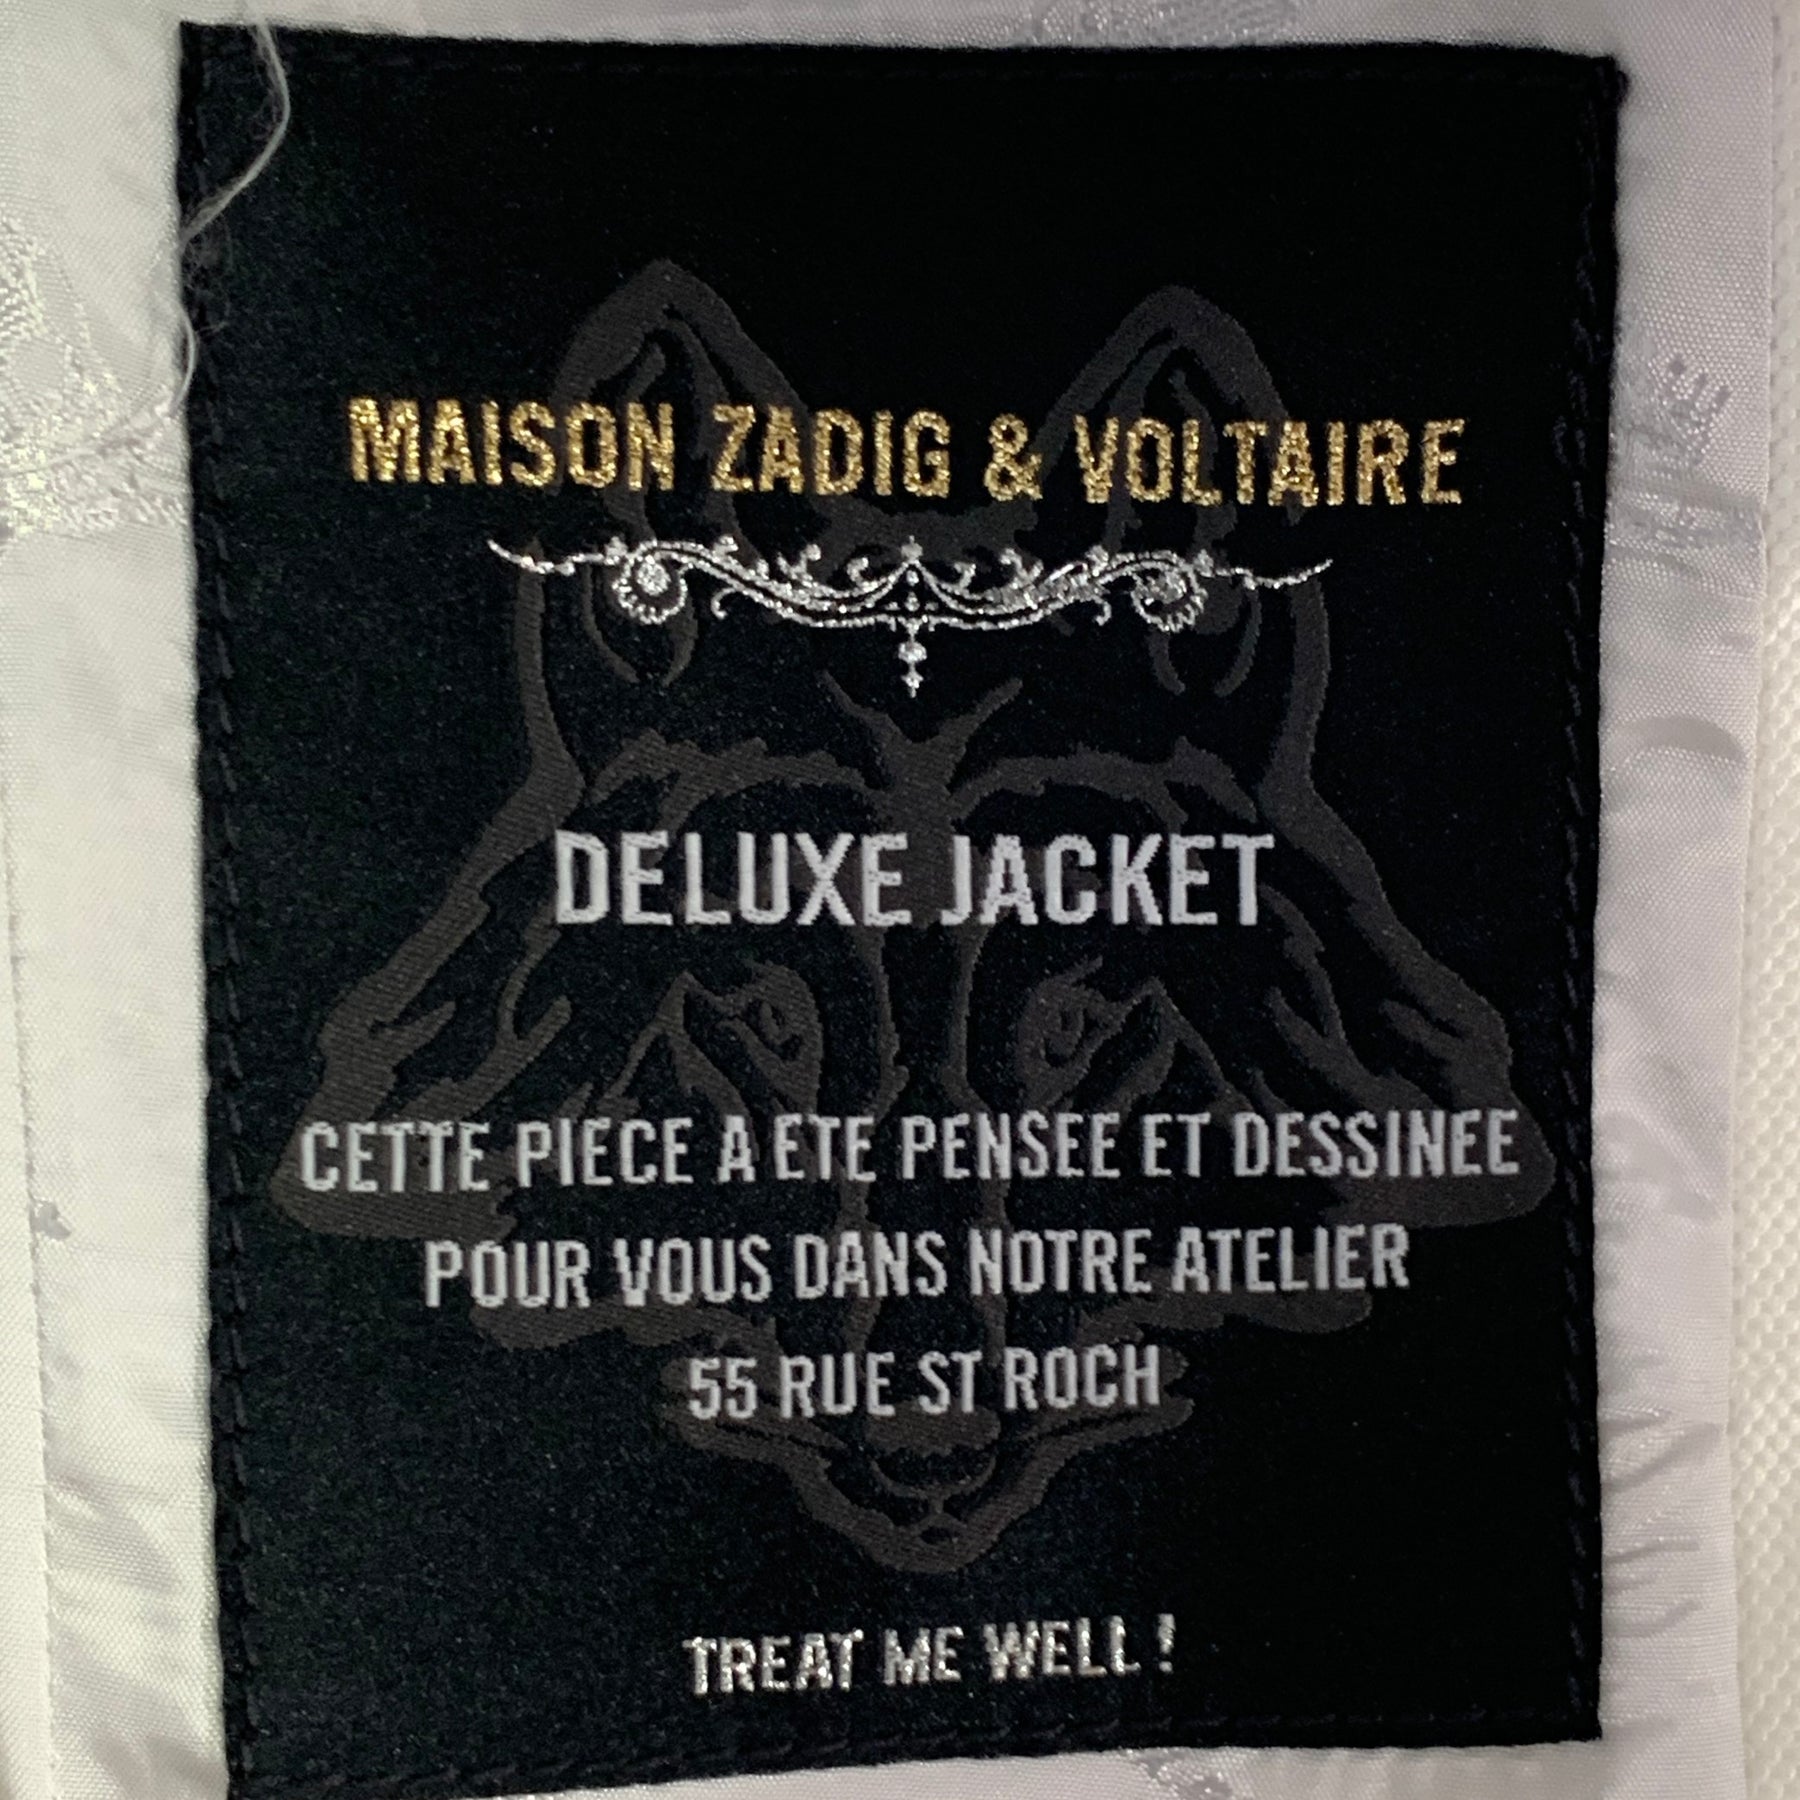 MAISON ZADIG & VOLTAIRE
DELUXE JACKET
CETTE PIECE A ETE PENSEE ET DESSINEE
POUR VOUS DANS NOTRE ATELIER
55 RUE ST ROCH
TREAT ME WELL !